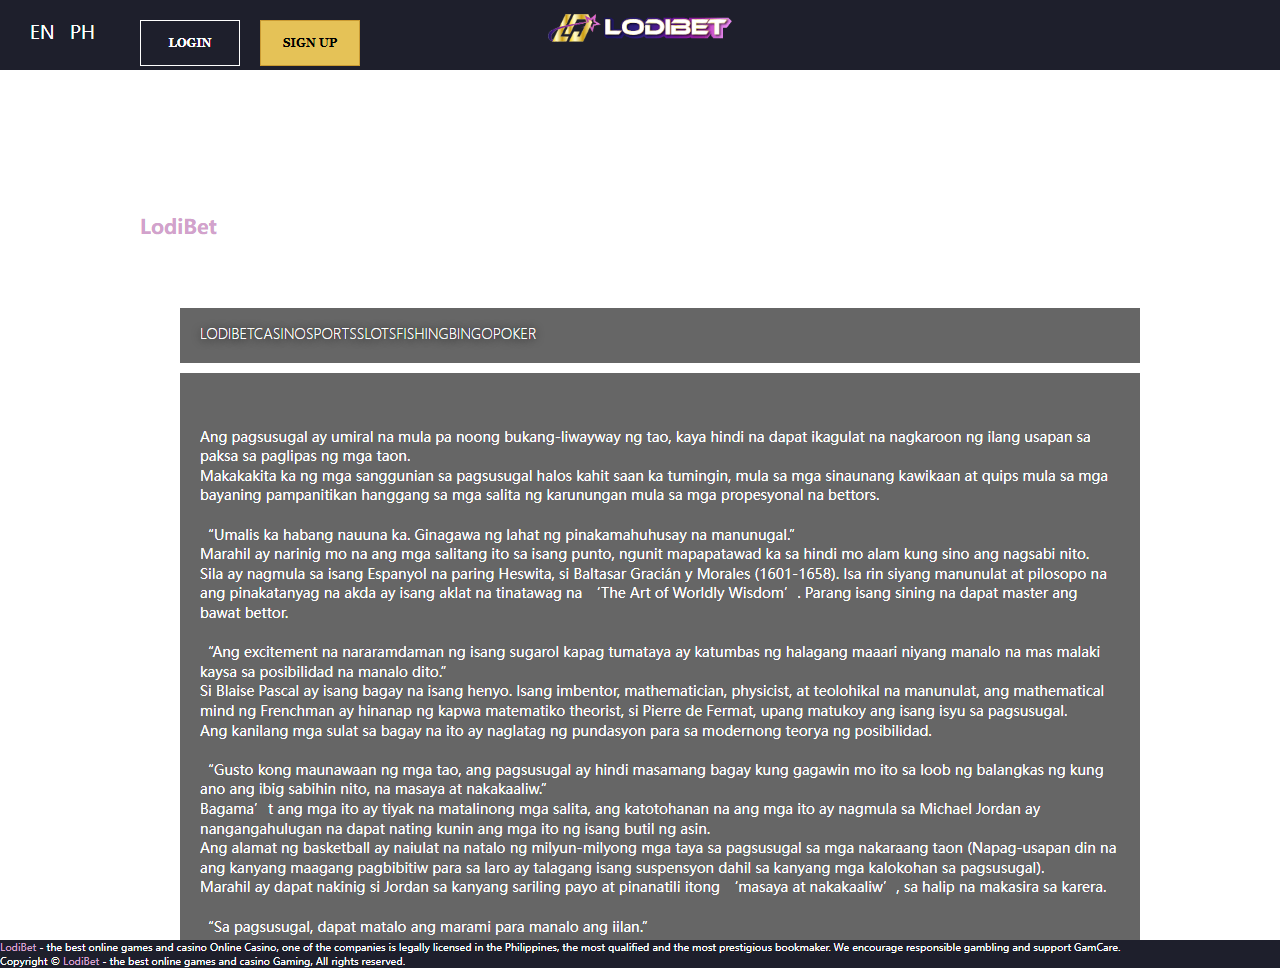 EN PH
LOGIN
SIGN UP
LODIBET
LodiBet
LODIBETCASINOSPORTSSLOTSFISHINGBINGOPOKER
Ang pagsusugal ay umiral na mula pa noong bukang-liwayway ng tao, kaya hindi na dapat ikagulat na nagkaroon ng ilang usapan sa
paksa sa paglipas ng mga taon.
Makakakita ka ng mga sanggunian sa pagsusugal halos kahit saan ka tumingin, mula sa mga sinaunang kawikaan at quips mula sa mga
bayaning pampanitikan hanggang sa mga salita ng karunungan mula sa mga propesyonal na bettors.
“Umalis ka habang nauuna ka. Ginagawa ng lahat ng pinakamahuhusay na manunugal.”
Marahil ay narinig mo na ang mga salitang ito sa isang punto, ngunit mapapatawad ka sa hindi mo alam kung sino ang nagsabi nito.
Sila ay nagmula sa isang Espanyol na paring Heswita, si Baltasar Gracián y Morales (1601-1658). Isa rin siyang manunulat at pilosopo na
ang pinakatanyag na akda ay isang aklat na tinatawag na ‘The Art of Worldly Wisdom’. Parang isang sining na dapat master ang
bawat bettor.
“Ang excitement na nararamdaman ng isang sugarol kapag tumataya ay katumbas ng halagang maaari niyang manalo na mas malaki
kaysa sa posibilidad na manalo dito.”
Si Blaise Pascal ay isang bagay na isang henyo. Isang imbentor, mathematician, physicist, at teolohikal na manunulat, ang mathematical
mind ng Frenchman ay hinanap ng kapwa matematiko theorist, si Pierre de Fermat, upang matukoy ang isang isyu sa pagsusugal.
Ang kanilang mga sulat sa bagay na ito ay naglatag ng pundasyon para sa modernong teorya ng posibilidad.
“Gusto kong maunawaan ng mga tao, ang pagsusugal ay hindi masamang bagay kung gagawin mo ito sa loob ng balangkas ng kung
ano ang ibig sabihin nito, na masaya at nakakaaliw.”
Bagama’t ang mga ito ay tiyak na matalinong mga salita, ang katotohanan na ang mga ito ay nagmula sa Michael Jordan ay
nangangahulugan na dapat nating kunin ang mga ito ng isang butil ng asin.
Ang alamat ng basketball ay naiulat na natalo ng milyun-milyong mga taya sa pagsusugal sa mga nakaraang taon (Napag-usapan din na
ang kanyang maagang pagbibitiw para sa laro ay talagang isang suspensyon dahil sa kanyang mga kalokohan sa pagsusugal).
Marahil ay dapat nakinig si Jordan sa kanyang sariling payo at pinanatili itong ‘masaya at nakakaaliw’, sa halip na makasira sa karera.
“Sa pagsusugal, dapat matalo ang marami para manalo ang iilan.”
LodiBet - the best online games and casino Online Casino, one of the companies is legally licensed in the Philippines, the most qualified and the most prestigious bookmaker. We encourage responsible gambling and support GamCare.
Copyright © LodiBet - the best online games and casino Gaming, All rights reserved.